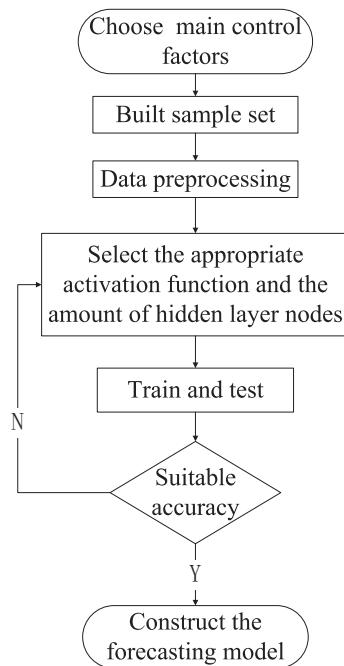 Choose main control
factors
Built sample set
Data preprocessing
Select the appropriate
activation function and the
amount of hidden layer nodes
Train and test
N
Suitable
accuracy
Y
Construct the
forecasting model